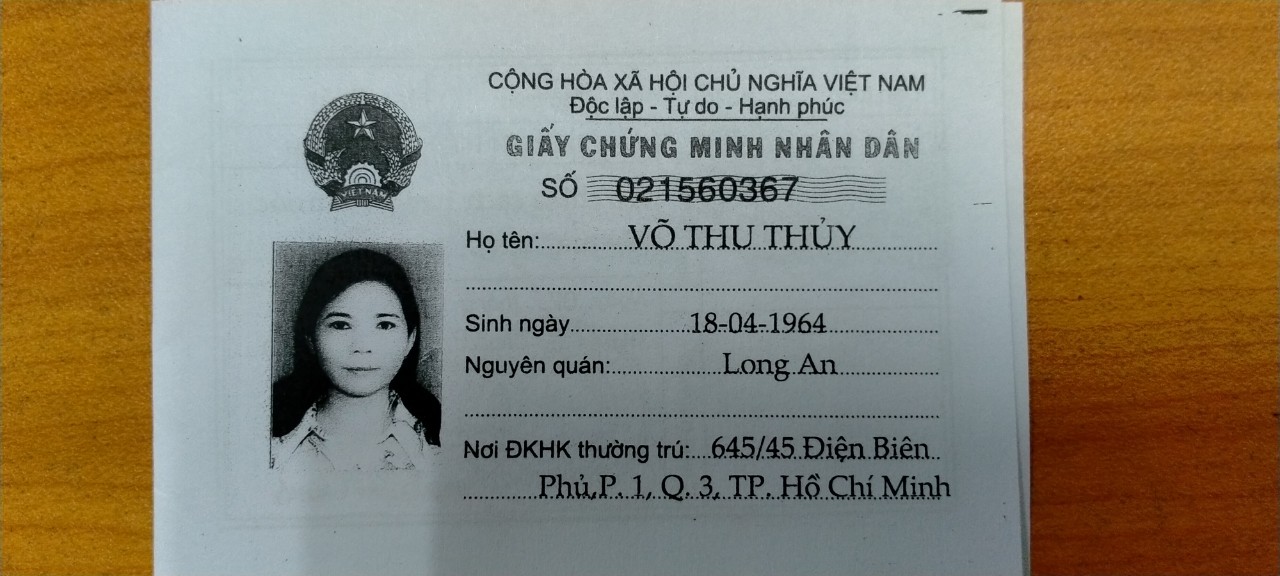 CỘNG HÒA XÃ HỘI CHỦ NGHĨA VIỆT NAM
Độc lập - Tự do - Hạnh phúc
GIẤY CHỨNG MINH NHÂN DÂN
SỐ 021560367
VIỆT NAM
Họ tên: VÕ THU THỦY
Sinh ngày 18-04-1964
Nguyên quán: Long An
Nơi ĐKHK thường trú: 645/45 Điện Biên
Phủ,P. 1, Q. 3, TP. Hồ Chí Minh